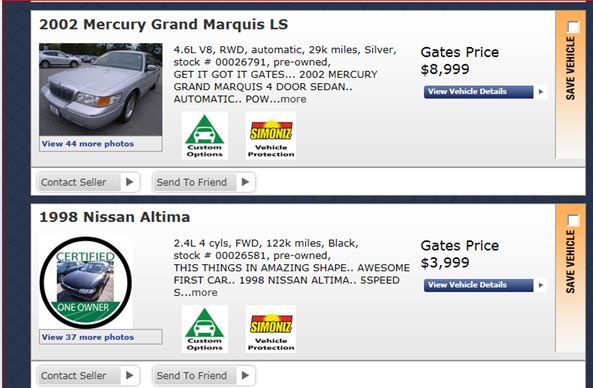 2002 Mercury Grand Marquis LS
4.6L V8, RWD, automatic, 29k miles, Silver,
stock # 00026791, pre-owned,
GET IT GOT IT GATES... 2002 MERCURY
GRAND MARQUIS 4 DOOR SEDAN..
AUTOMATIC.. POW...more
View 44 more photos
Custom
Options
SIMONIZ
Vehicle
Protection
Gates Price
$8,999
View Vehicle Details
SAVE VEHICLE
Contact Seller
Send To Friend
1998 Nissan Altima
CERTIFIED
ONE OWNER
View 37 more photos
2.4L 4 cyls, FWD, 122k miles, Black,
stock # 00026581, pre-owned,
THIS THINGS IN AMAZING SHAPE.. AWESOME
FIRST CAR.. 1998 NISSAN ALTIMA.. 5SPEED
S...more
Custom
Options
SIMONIZ
Vehicle
Protection
Gates Price
$3,999
View Vehicle Details
SAVE VEHICLE
Contact Seller
Send To Friend